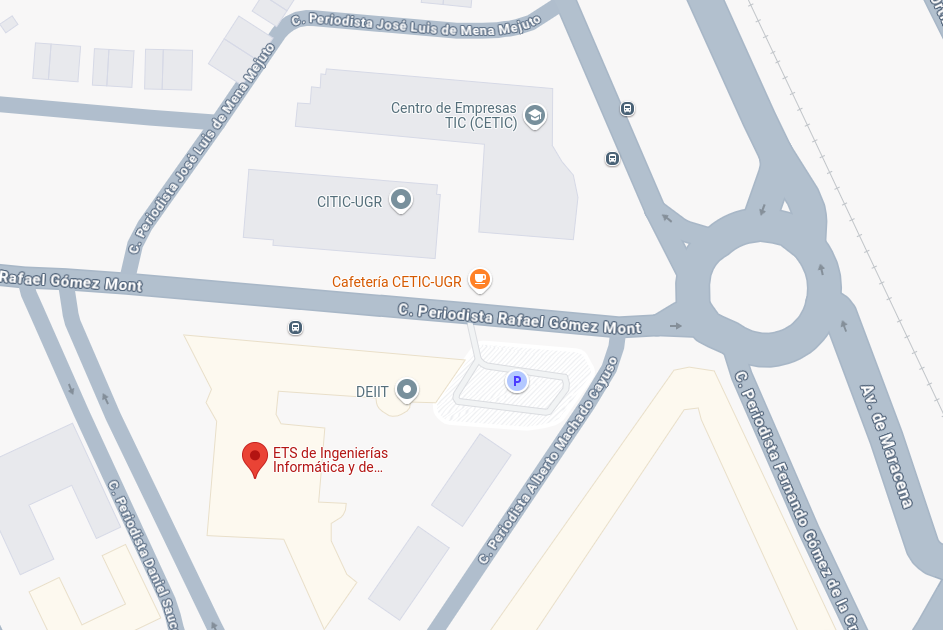 C. Periodista José Luis de Mena Mejuto
C. Periodista José Luis de Mena Mejuto
Centro de Empresas
TIC (CETIC)
CITIC-UGR
Cafetería CETIC-UGR
Rafael Gómez Mont
C. Periodista Rafael Gómez Mont
P
DEIIT
ETS de Ingenierías
Informática y de...
C. Periodista Alberto Machado Cayuso
C. Periodista Fernando Gómez de la Cr
Av. de Maracena
C. Periodista Daniel Sauc